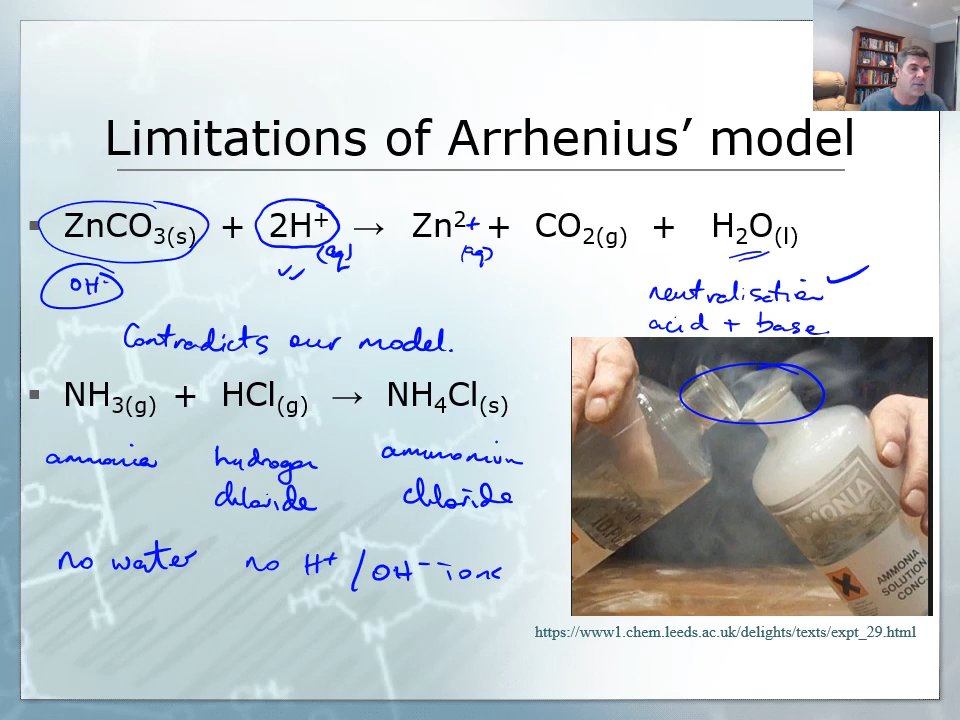 Limitations of Arrhenius’ model
▪ ZnCO₃(s) + 2H⁺ (aq) → Zn²⁺ (aq) + CO₂(g) + H₂O(l)
OH⁻
neutralisation
acid + base
Contradicts our model.
▪ NH₃(g) + HCl(g) → NH₄Cl(s)
ammonia hydrogen chloride ammonium chloride
no water no H⁺ / OH⁻ ions
AMMONIA
SOLUTION
CONC.
https://www1.chem.leeds.ac.uk/delights/texts/expt_29.html